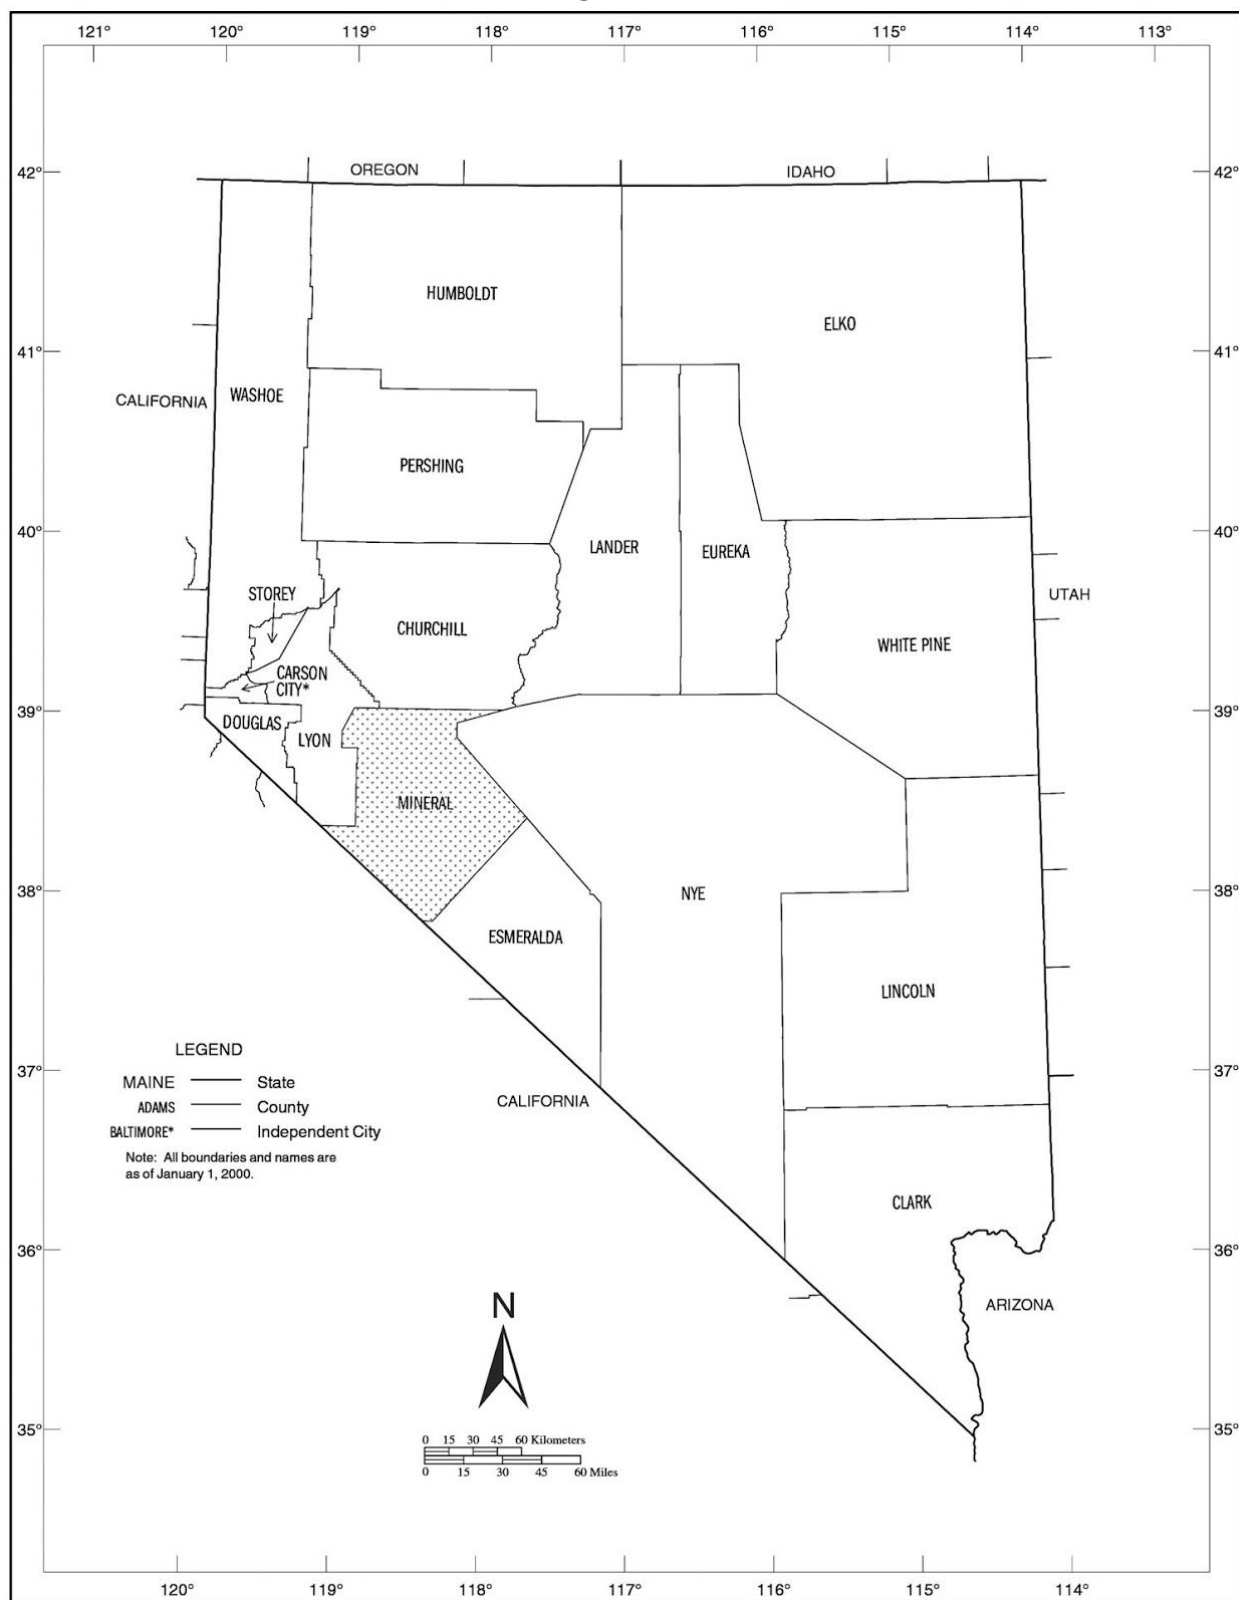 121° 120° 119° 118° 117° 116° 115° 114° 113°
OREGON IDAHO
42° 42°
HUMBOLDT
ELKO
41° 41°
WASHOE
CALIFORNIA
PERSHING
40° 40°
LANDER
EUREKA
STOREY
UTAH
CHURCHILL
WHITE PINE
CARSON
CITY*
39° 39°
DOUGLAS
LYON
MINERAL
38° 38°
NYE
ESMERALDA
LINCOLN
LEGEND
37° 37°
MAINE State
CALIFORNIA
ADAMS County
BALTIMORE* Independent City
Note: All boundaries and names are
as of January 1, 2000.
CLARK
36° 36°
N
ARIZONA
35° 35°
0 15 30 45 60 Kilometers
0 15 30 45 60 Miles
120° 119° 118° 117° 116° 115° 114°